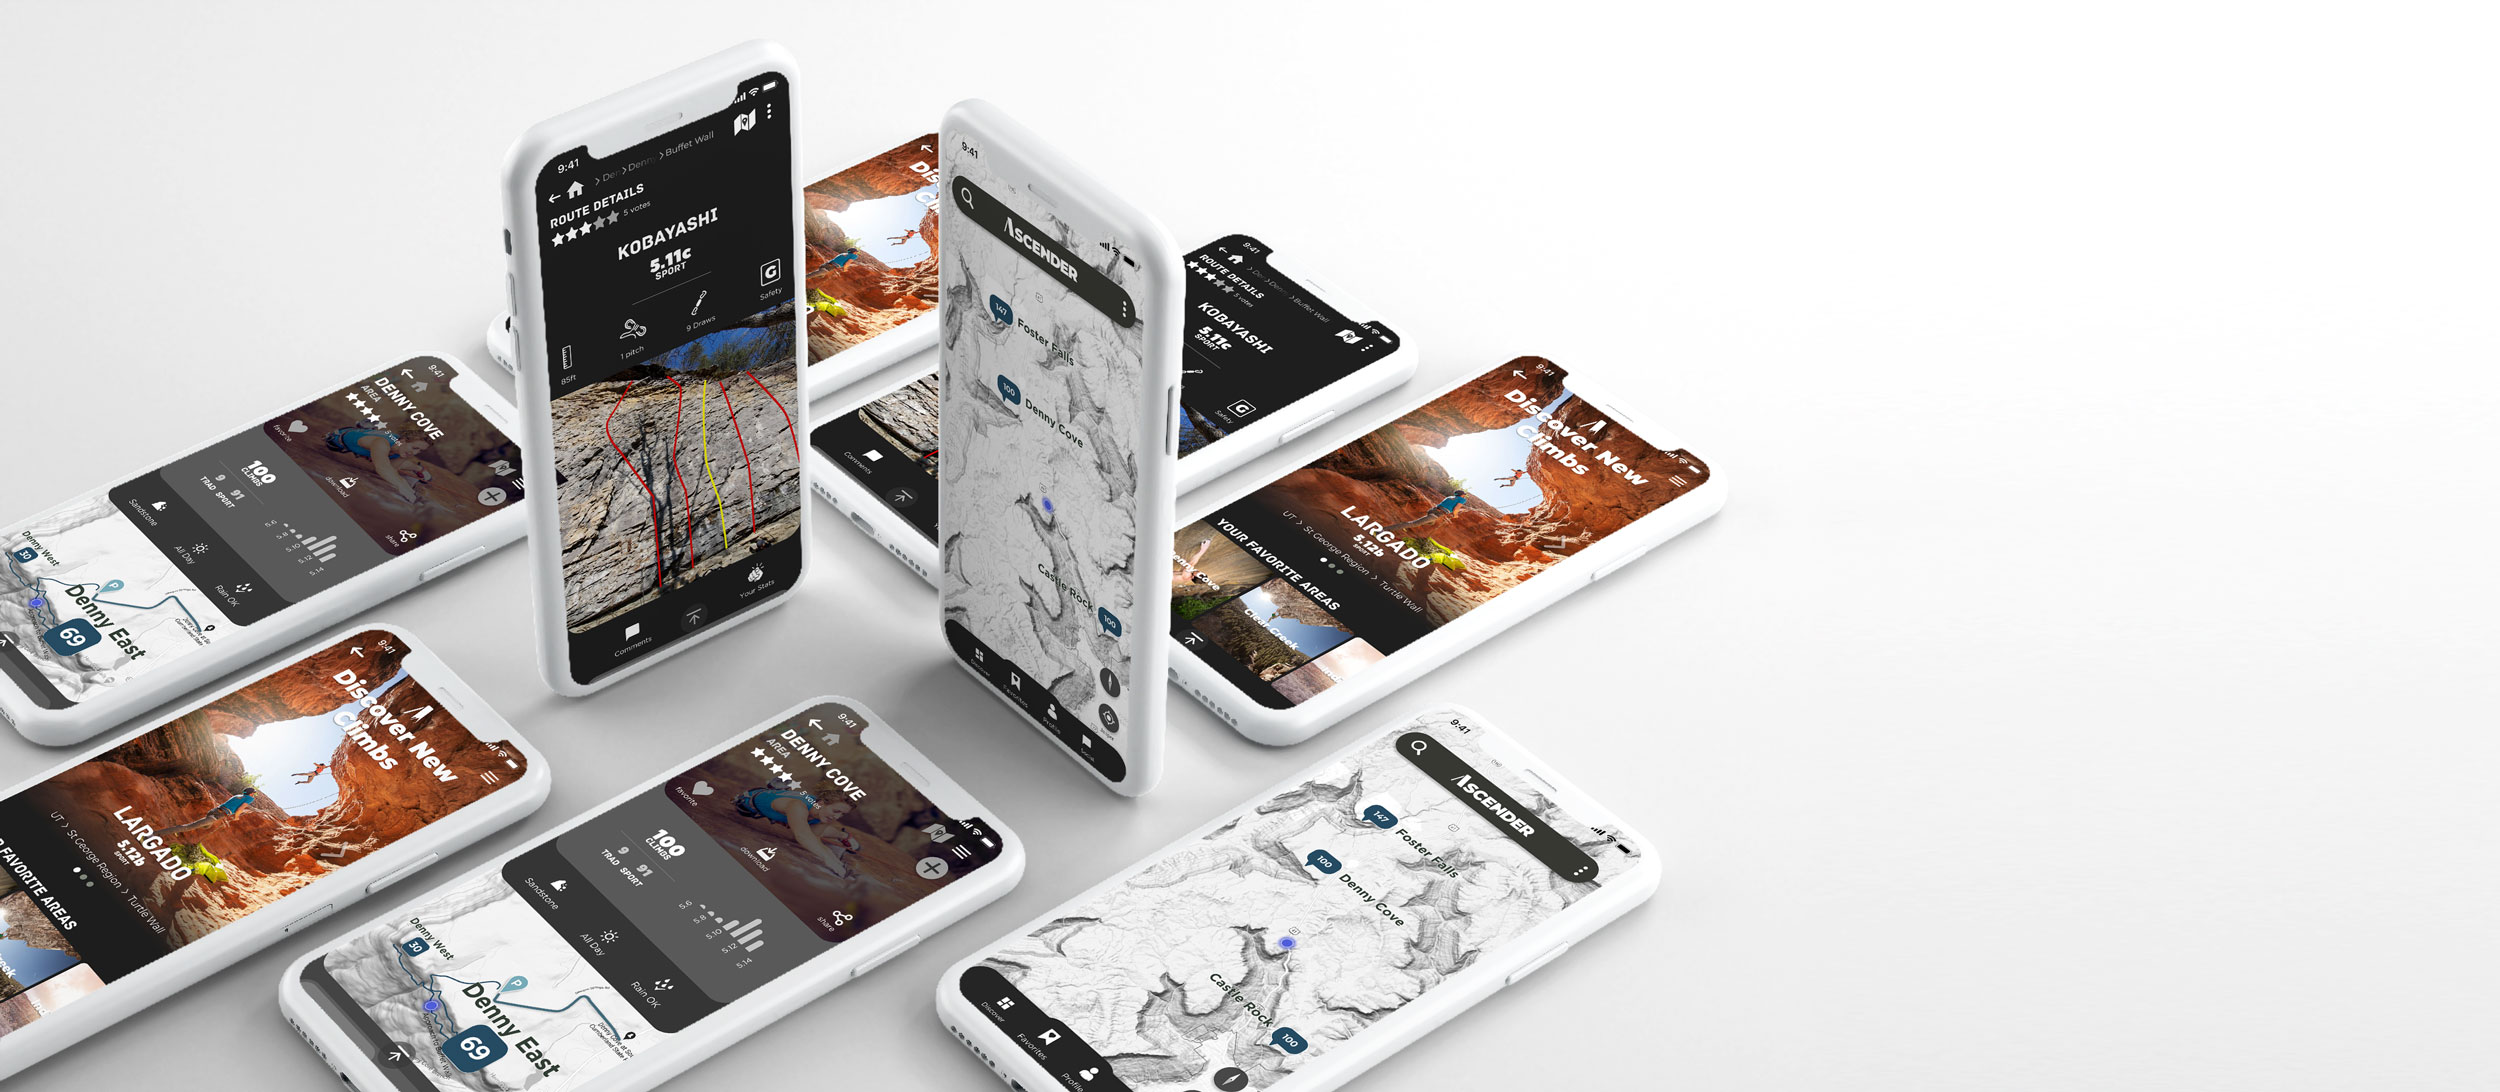 9:41
Denny
Buffet Wall
ROUTE DETAILS
5 votes
KOBAYASHI
5.11c
SPORT
G
Safety
9 Draws
1 pitch
85ft
Comments
Your Stats
9:41
ASCENDER
147
Foster Falls
100
Denny Cove
Castle Rock
100
Discover
Favorites
Profile
Social
9:41
ROUTE DETAILS
5 votes
Buffet Wall
KOBAYASHI
5.11c
SPORT
G
Safety
Comments
9:41
Discover New
Climbs
LARGADO
5.12b
SPORT
UT > St George Region > Turtle Wall
YOUR FAVORITE AREAS
Clear Creek
9:41
DENNY COVE
AREA
5 votes
favorite
download
share
100
CLIMBS
9 91
TRAD SPORT
5.6
5.8
5.10
5.12
5.14
Sandstone
All Day
Rain OK
Denny West
30
P
Denny East
69
9:41
Discover New
Climbs
LARGADO
5.12b
SPORT
UT > St George Region > Turtle Wall
FAVORITE AREAS
9:41
DENNY COVE
AREA
5 votes
favorite
download
share
100
CLIMBS
9 91
TRAD SPORT
5.6
5.8
5.10
5.12
5.14
Sandstone
All Day
Rain OK
Denny West
30
P
Denny East
69
9:41
ASCENDER
147
Foster Falls
100
Denny Cove
Castle Rock
100
Discover
Favorites
Profile